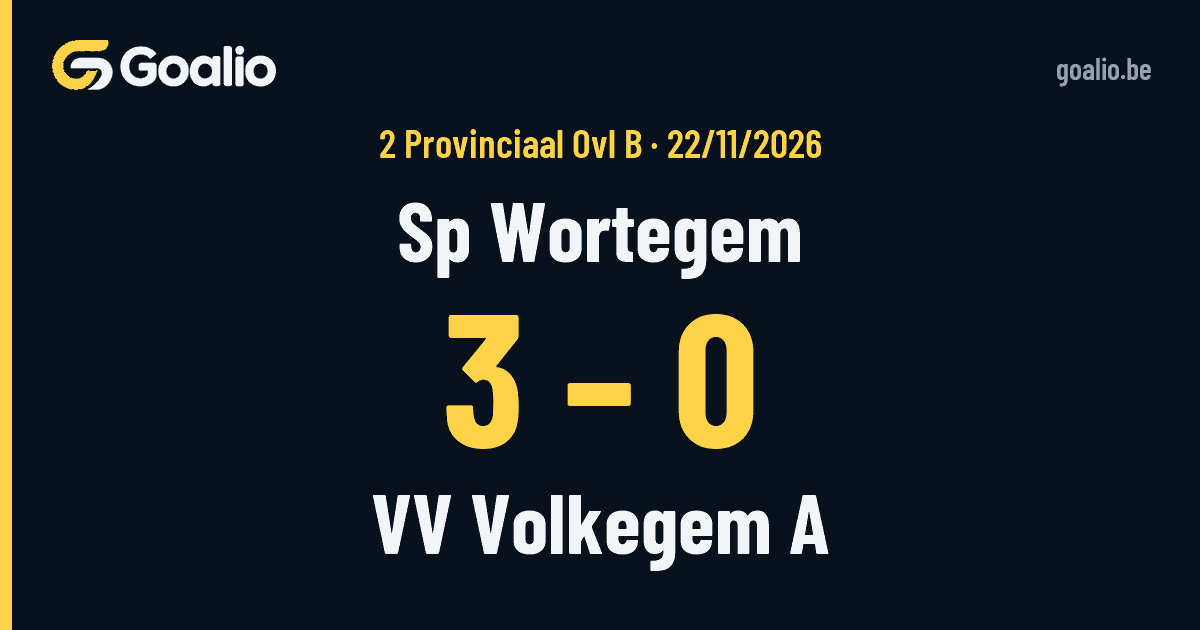 Goalio
goalio.be
2 Provinciaal Ovl B · 22/11/2026
Sp Wortegem
3 – 0
VV Volkegem A